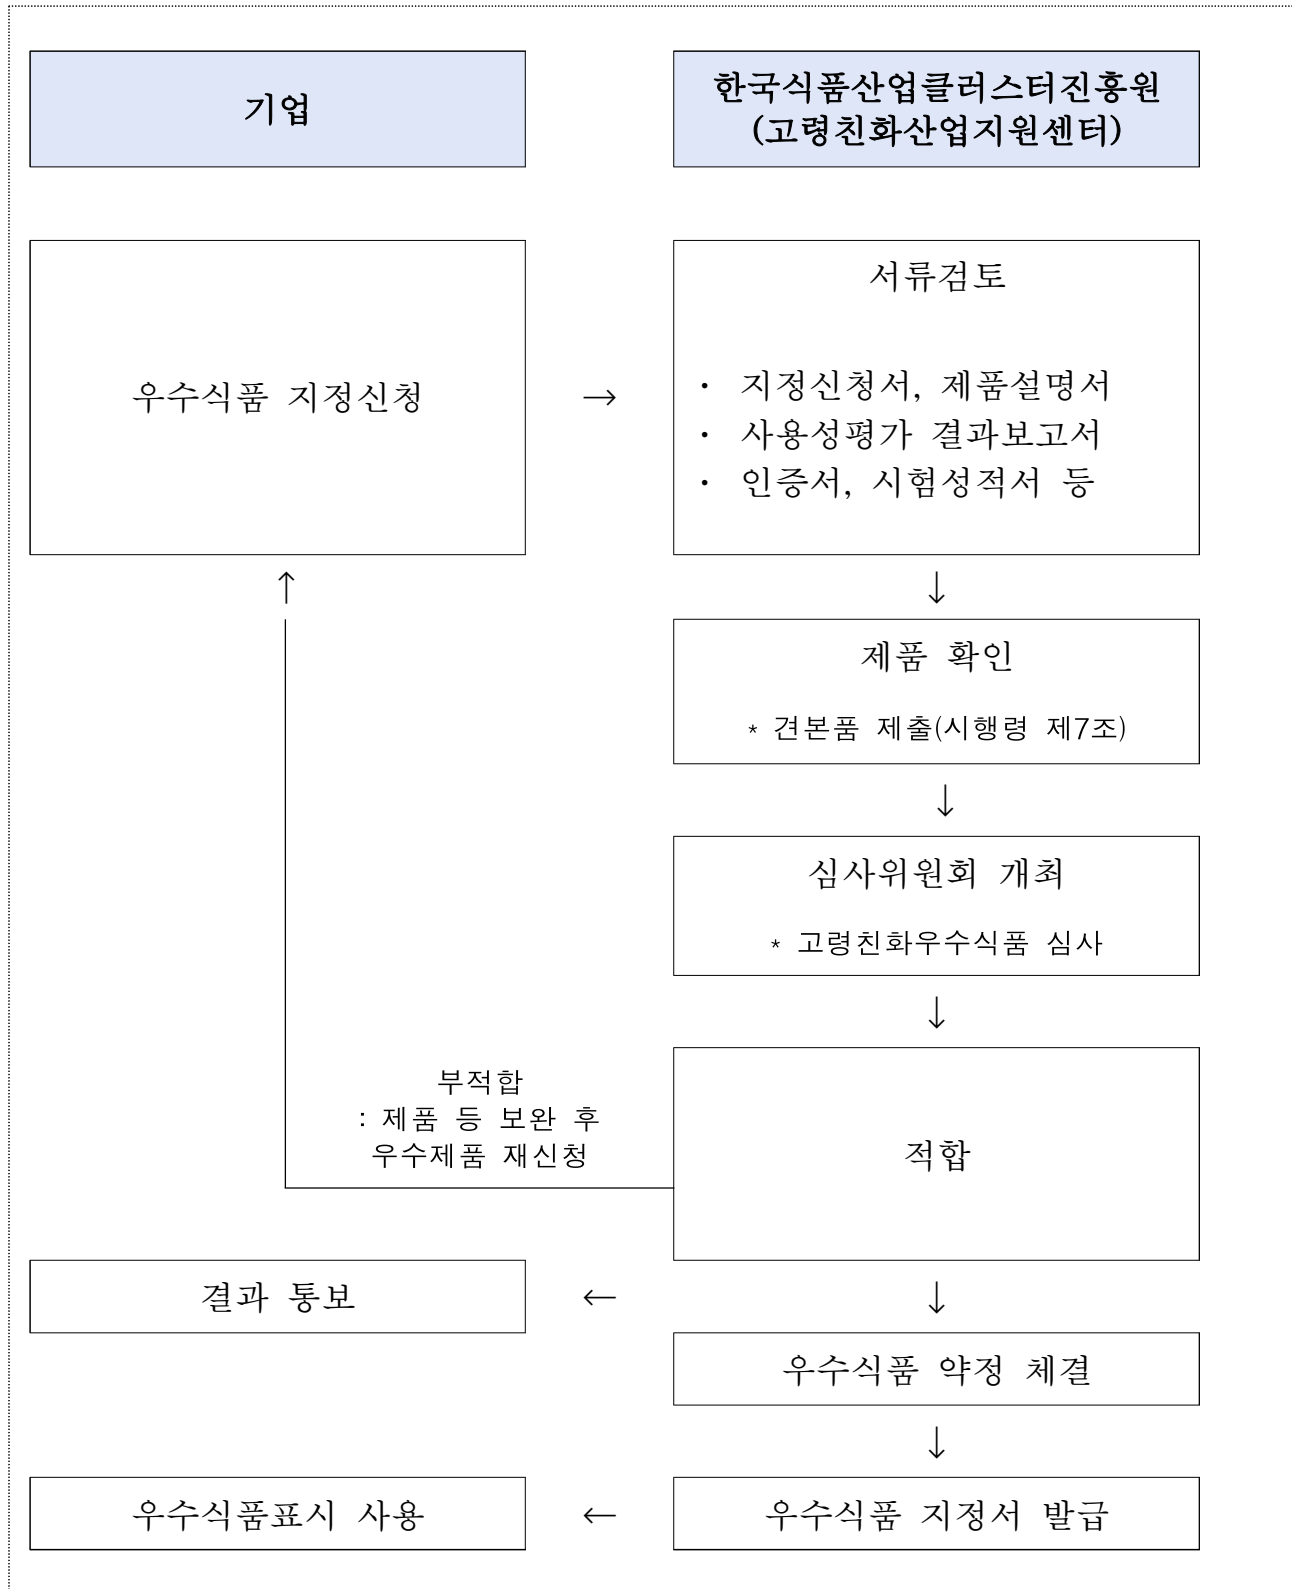 기업
한국식품산업클러스터진흥원
(고령친화산업지원센터)
우수식품 지정신청
→
서류검토
· 지정신청서, 제품설명서
· 사용성평가 결과보고서
· 인증서, 시험성적서 등
↑
↓
제품 확인
* 견본품 제출(시행령 제7조)
↓
심사위원회 개최
* 고령친화우수식품 심사
↓
부적합
: 제품 등 보완 후
우수제품 재신청
적합
결과 통보
←
↓
우수식품 약정 체결
↓
우수식품표시 사용
←
우수식품 지정서 발급